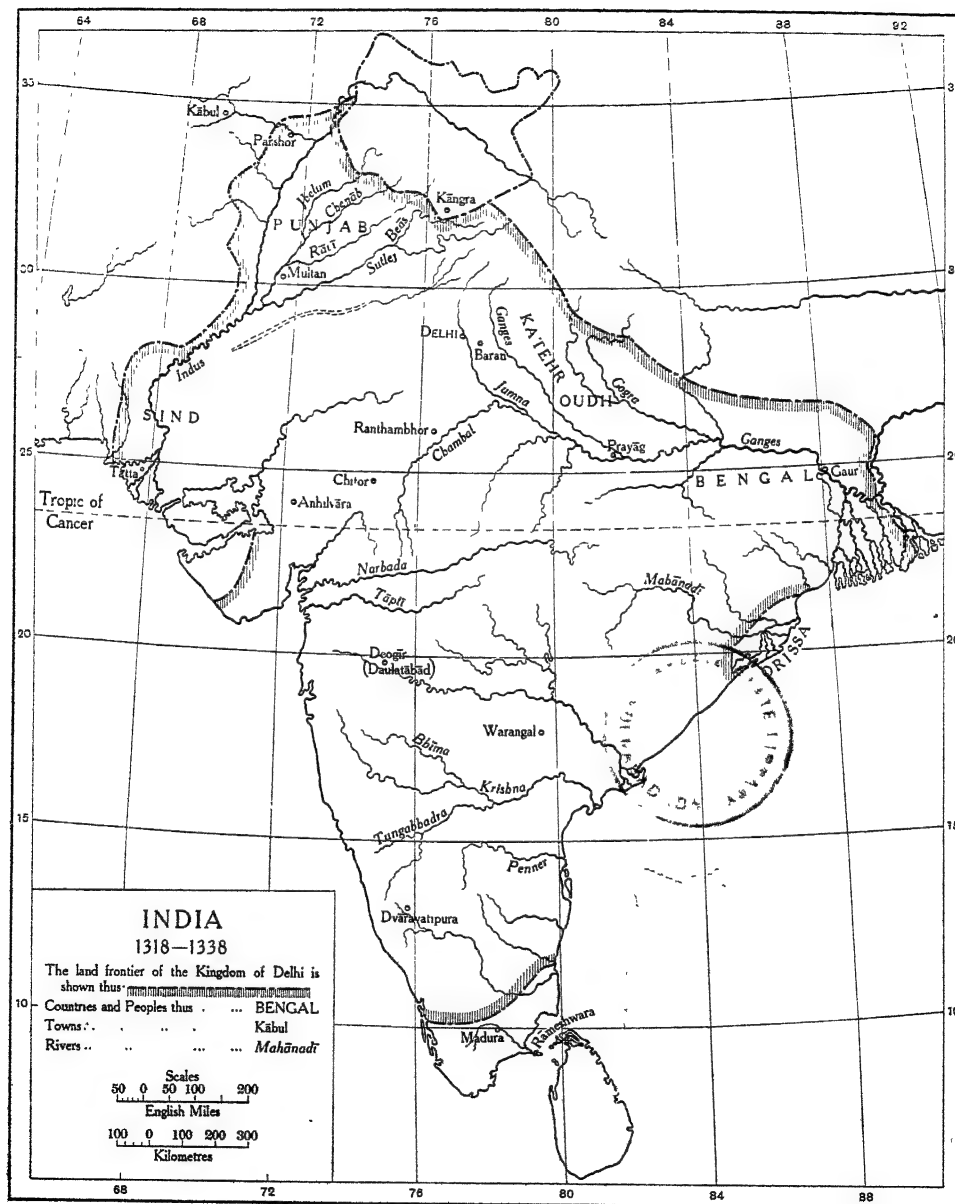 64 68 72 76 80 84 88 92
35
Kābul
Pārshor
Jhelum
Chenāb
Kāngra
PUNJAB
Rāvī
Beās
Sutlej
30
Multan
Indus
DELHI
Baran
Ganges
KATEHR
Jumna
OUDH
Gogra
SIND
Ranthambhor
Chambal
Prayāg
Ganges
25
Tatta
Chitor
BENGAL
Gaur
Tropic of
Cancer
Anhilvāra
Narbada
Tāptī
Mahānadī
20
20
Deogīr
(Daulatābād)
ORISSA
Warangal
Bhīma
Krishna
15
Tungabhadra
Penner
Dvāravatipura
10
10
Madura
Rāmeshwara
INDIA
1318—1338
The land frontier of the Kingdom of Delhi is
shown thus
Countries and Peoples thus . ... BENGAL
Towns .. . .. . Kābul
Rivers .. .. ... ... Mahānadī
Scales
50 0 50 100 200
English Miles
100 0 100 200 300
Kilometres
68 72 76 80 84 88